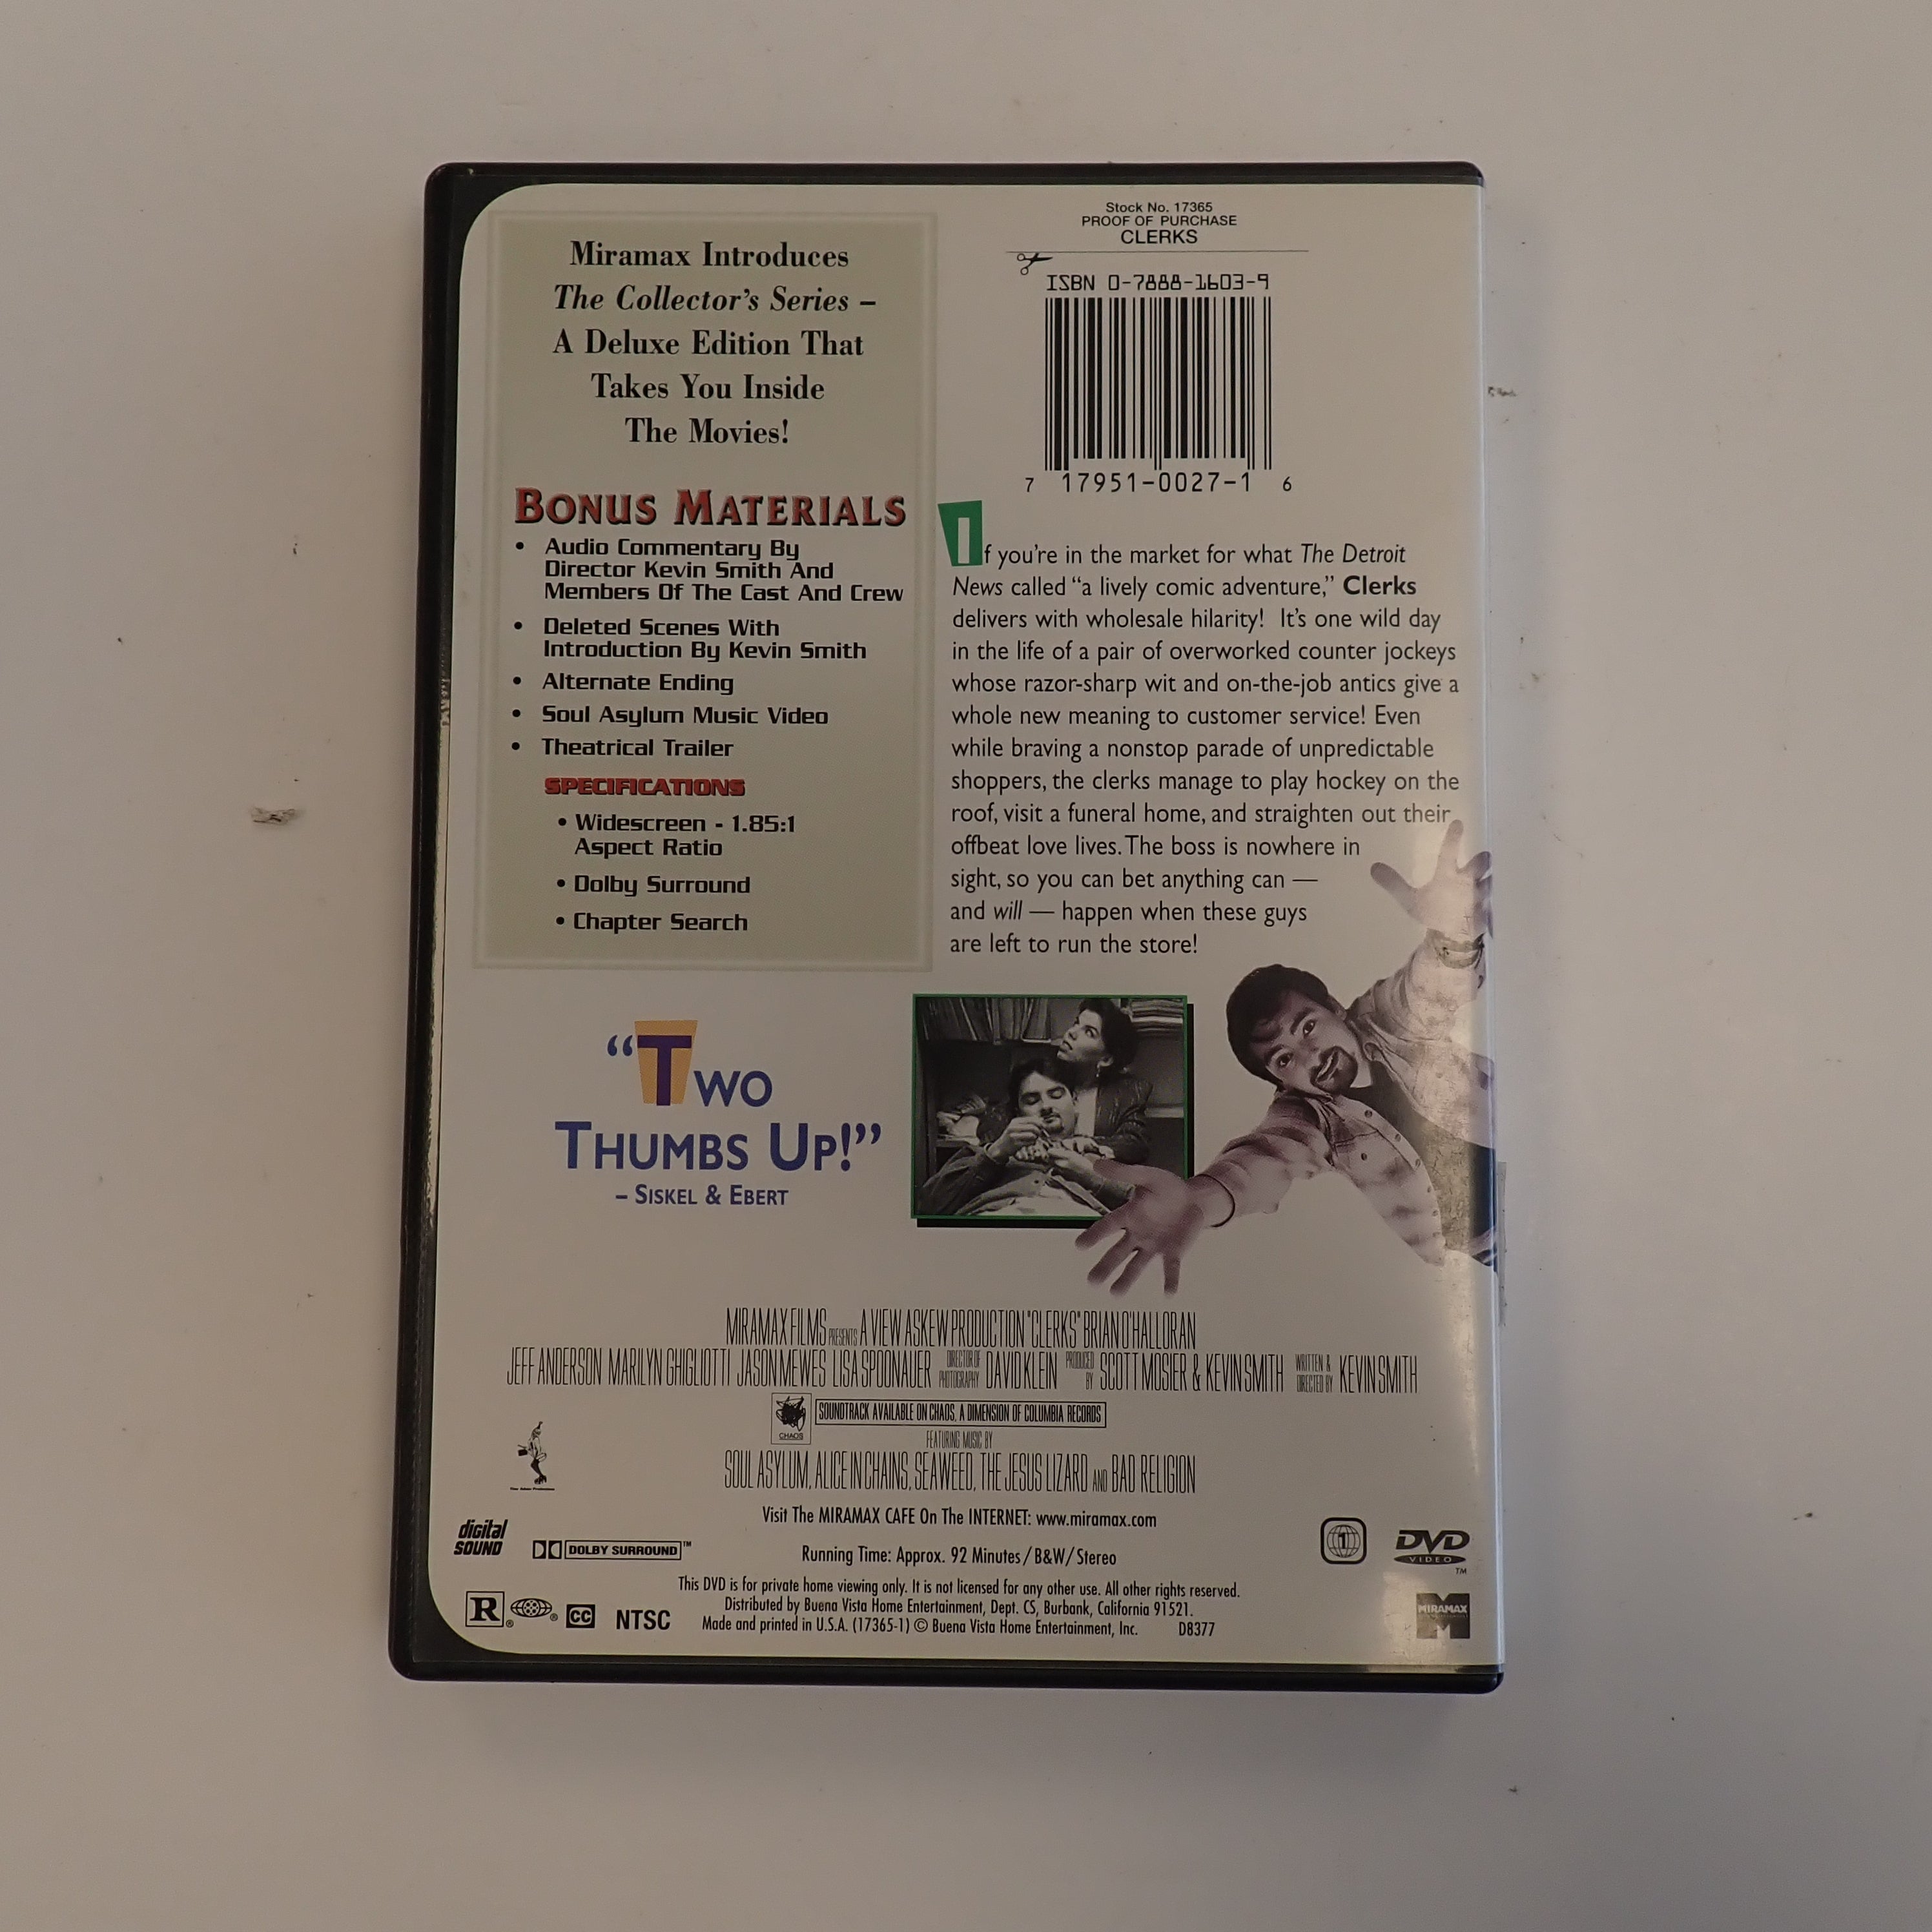 Miramax Introduces
The Collector's Series –
A Deluxe Edition That
Takes You Inside
The Movies!
BONUS MATERIALS
• Audio Commentary By
Director Kevin Smith And
Members Of The Cast And Crew
• Deleted Scenes With
Introduction By Kevin Smith
• Alternate Ending
• Soul Asylum Music Video
• Theatrical Trailer
SPECIFICATIONS
• Widescreen - 1.85:1
Aspect Ratio
• Dolby Surround
• Chapter Search
Stock No. 17365
PROOF OF PURCHASE
CLERKS
ISBN 0-7888-1603-9
7 17951-0027-1 6
If you're in the market for what The Detroit
News called "a lively comic adventure," Clerks
delivers with wholesale hilarity! It's one wild day
in the life of a pair of overworked counter jockeys
whose razor-sharp wit and on-the-job antics give a
whole new meaning to customer service! Even
while braving a nonstop parade of unpredictable
shoppers, the clerks manage to play hockey on the
roof, visit a funeral home, and straighten out their
offbeat love lives. The boss is nowhere in
sight, so you can bet anything can —
and will — happen when these guys
are left to run the store!
"TWO
THUMBS UP!"
– SISKEL & EBERT
MIRAMAX FILMS PRESENTS A VIEW ASKEW PRODUCTION "CLERKS" BRIAN O'HALLORAN
JEFF ANDERSON MARILYN GHIGLIOTTI JASON MEWES LISA SPOONAUER DIRECTOR OF PHOTOGRAPHY DAVID KLEIN PRODUCED BY SCOTT MOSIER & KEVIN SMITH WRITTEN & DIRECTED BY KEVIN SMITH
CHAOS SOUNDTRACK AVAILABLE ON CHAOS, A DIMENSION OF COLUMBIA RECORDS
FEATURING MUSIC BY
SOUL ASYLUM, ALICE IN CHAINS, SEAWEED, THE JESUS LIZARD AND BAD RELIGION
Visit The MIRAMAX CAFE On The INTERNET: www.miramax.com
digital SOUND
DOLBY SURROUND™
Running Time: Approx. 92 Minutes/B&W/Stereo
1
DVD VIDEO ™
This DVD is for private home viewing only. It is not licensed for any other use. All other rights reserved.
Distributed by Buena Vista Home Entertainment, Dept. CS, Burbank, California 91521.
Made and printed in U.S.A. (17365-1) © Buena Vista Home Entertainment, Inc. D8377
R ® ® CC NTSC
MIRAMAX